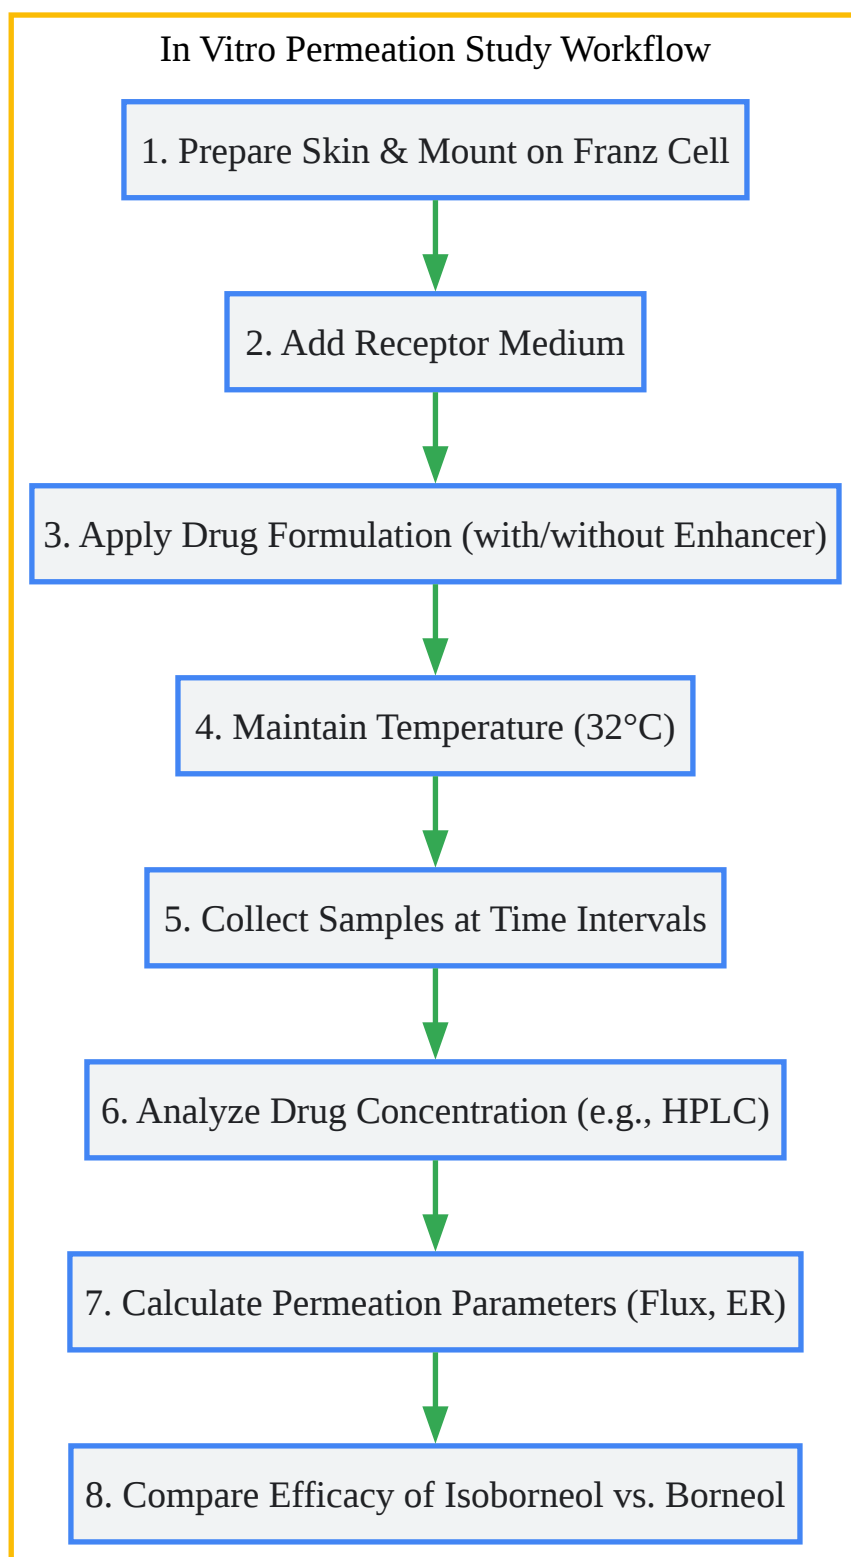 In Vitro Permeation Study Workflow
1. Prepare Skin & Mount on Franz Cell
2. Add Receptor Medium
3. Apply Drug Formulation (with/without Enhancer)
4. Maintain Temperature (32°C)
5. Collect Samples at Time Intervals
6. Analyze Drug Concentration (e.g., HPLC)
7. Calculate Permeation Parameters (Flux, ER)
8. Compare Efficacy of Isoborneol vs. Borneol